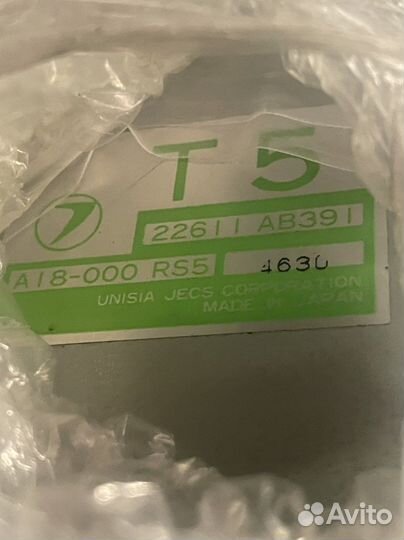 T 5
22611 AB391
A18-000 RS5 4630
UNISIA JECS CORPORATION
MADE IN JAPAN
Avito